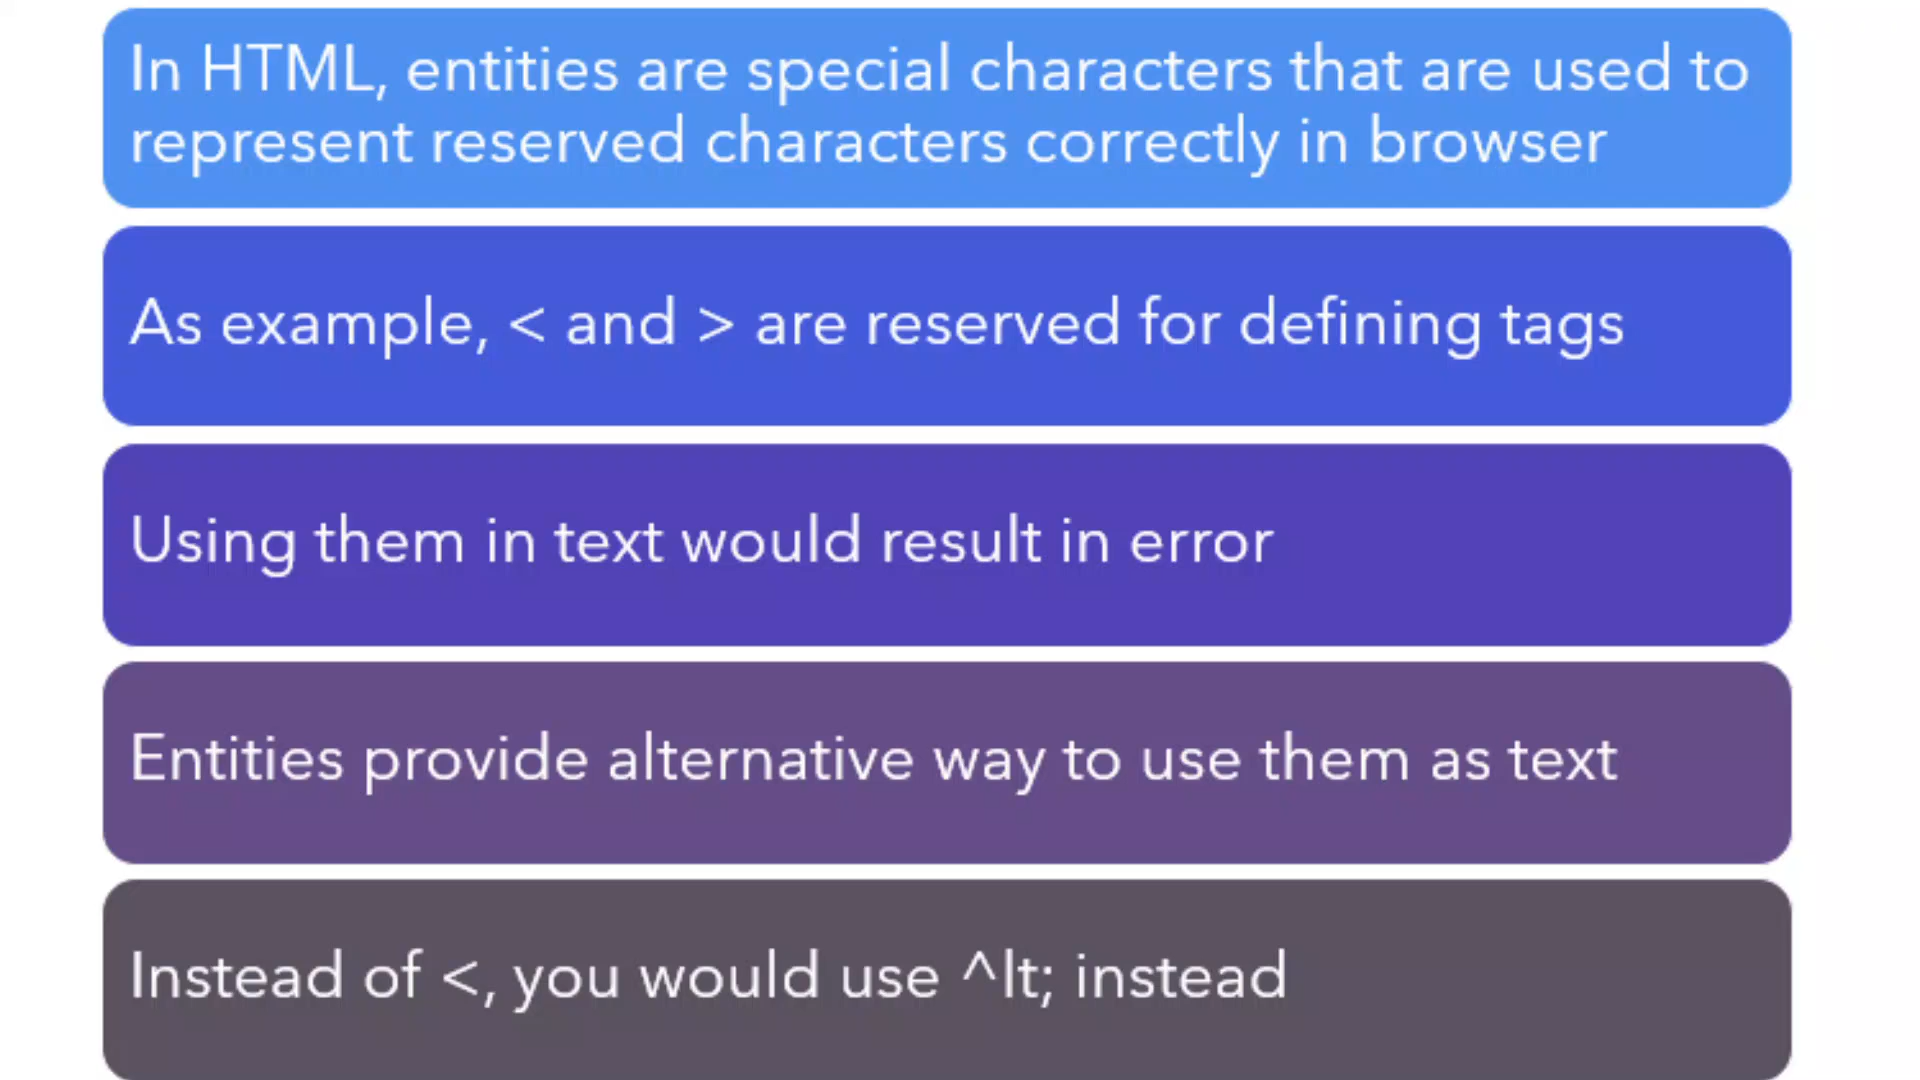 In HTML, entities are special characters that are used to
represent reserved characters correctly in browser
As example, < and > are reserved for defining tags
Using them in text would result in error
Entities provide alternative way to use them as text
Instead of <, you would use ^lt; instead